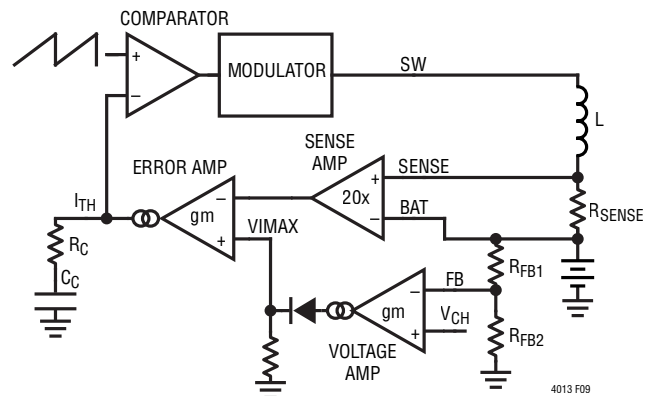 COMPARATOR
+
−
MODULATOR
SW
L
SENSE
AMP
SENSE
+
20x
−
BAT
RSENSE
ERROR AMP
ITH
gm
−
+
VIMAX
RC
CC
RFB1
FB
−
gm
VCH
+
RFB2
VOLTAGE
AMP
4013 F09